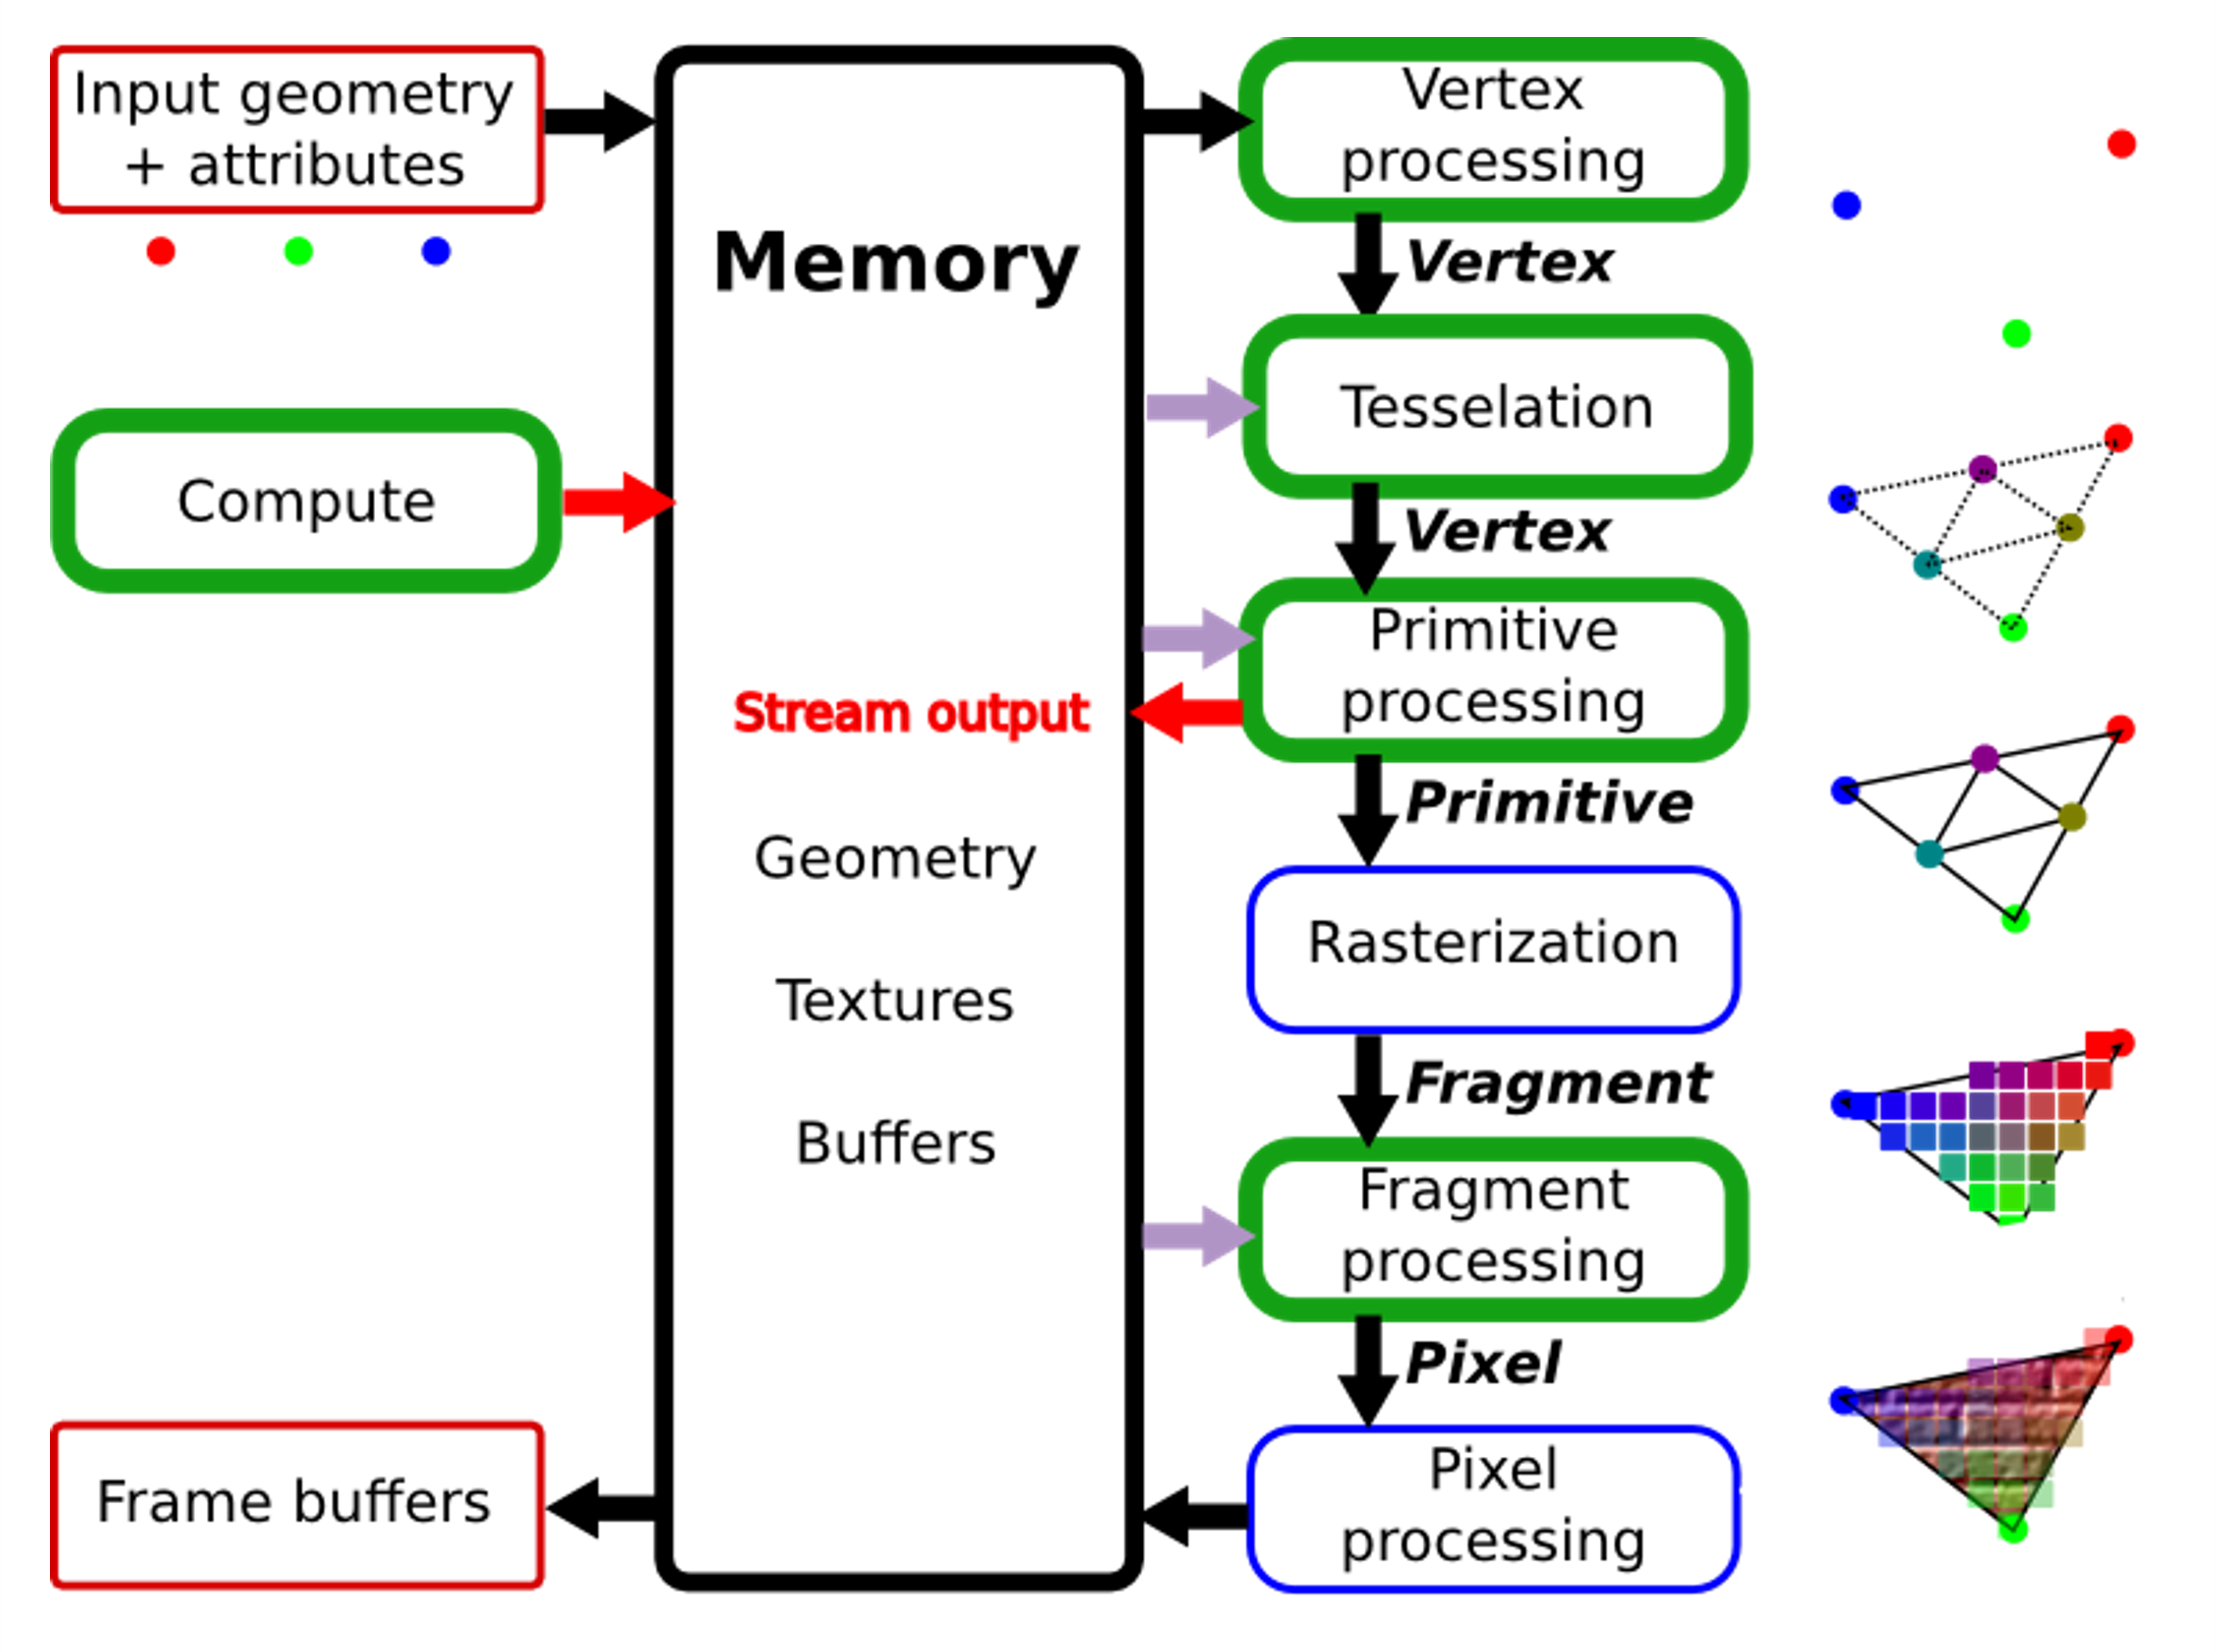 Input geometry
+ attributes
Compute
Frame buffers
Memory
Stream output
Geometry
Textures
Buffers
Vertex
processing
Vertex
Tesselation
Vertex
Primitive
processing
Primitive
Rasterization
Fragment
Fragment
processing
Pixel
Pixel
processing